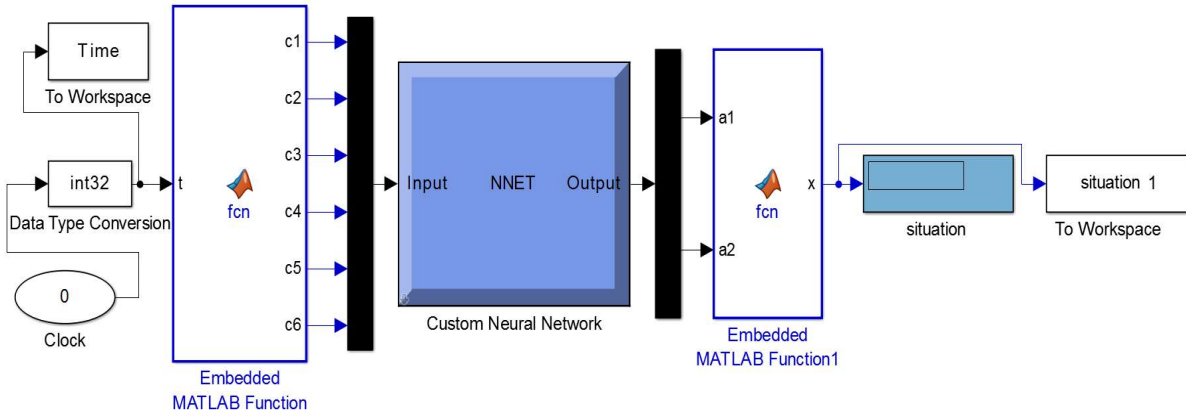 Time
To Workspace
int32
Data Type Conversion
0
Clock
t
fcn
c1
c2
c3
c4
c5
c6
Embedded
MATLAB Function
Input NNET Output
Custom Neural Network
a1
a2
fcn
x
Embedded
MATLAB Function1
situation
situation 1
To Workspace